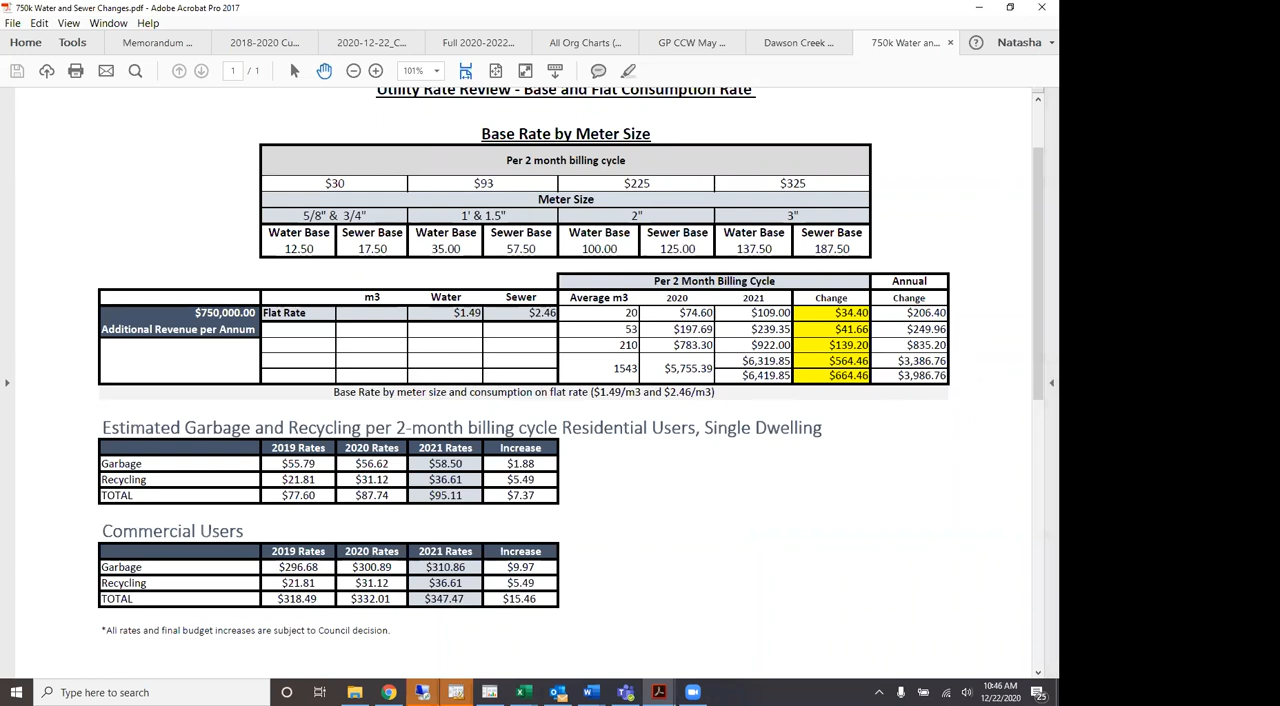 750k Water and Sewer Changes.pdf - Adobe Acrobat Pro 2017
File Edit View Window Help
Home Tools Memorandum ... 2018-2020 Cu... 2020-12-22_C... Full 2020-2022... All Org Charts (... GP CCW May ... Dawson Creek ... 750k Water an... × ? Natasha
1 / 1 101%
Utility Rate Review - Base and Flat Consumption Rate
Base Rate by Meter Size
Per 2 month billing cycle
$30 $93 $225 $325
Meter Size
5/8" & 3/4" 1' & 1.5" 2" 3"
Water Base Sewer Base Water Base Sewer Base Water Base Sewer Base Water Base Sewer Base
12.50 17.50 35.00 57.50 100.00 125.00 137.50 187.50
Per 2 Month Billing Cycle Annual
m3 Water Sewer Average m3 2020 2021 Change Change
$750,000.00 Flat Rate $1.49 $2.46 20 $74.60 $109.00 $34.40 $206.40
Additional Revenue per Annum 53 $197.69 $239.35 $41.66 $249.96
210 $783.30 $922.00 $139.20 $835.20
1543 $5,755.39 $6,319.85 $564.46 $3,386.76
$6,419.85 $664.46 $3,986.76
Base Rate by meter size and consumption on flat rate ($1.49/m3 and $2.46/m3)
Estimated Garbage and Recycling per 2-month billing cycle Residential Users, Single Dwelling
2019 Rates 2020 Rates 2021 Rates Increase
Garbage $55.79 $56.62 $58.50 $1.88
Recycling $21.81 $31.12 $36.61 $5.49
TOTAL $77.60 $87.74 $95.11 $7.37
Commercial Users
2019 Rates 2020 Rates 2021 Rates Increase
Garbage $296.68 $300.89 $310.86 $9.97
Recycling $21.81 $31.12 $36.61 $5.49
TOTAL $318.49 $332.01 $347.47 $15.46
*All rates and final budget increases are subject to Council decision.
Type here to search
10:46 AM
12/22/2020
25